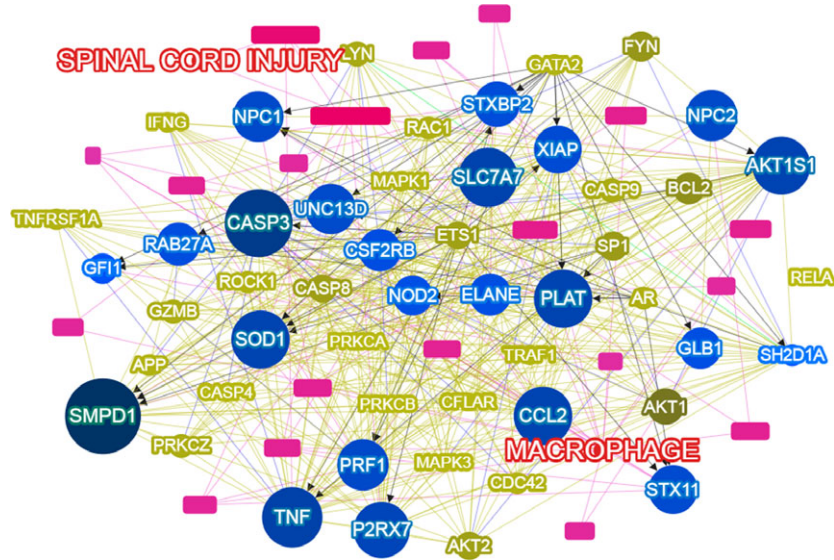 SPINAL CORD INJURY
LYN
GATA2
FYN
NPC1
STXBP2
NPC2
IFNG
RAC1
XIAP
AKT1S1
MAPK1
SLC7A7
CASP9
BCL2
TNFRSF1A
CASP3
UNC13D
RAB27A
ETS1
SP1
GFI1
CSF2RB
ROCK1
CASP8
NOD2
ELANE
PLAT
AR
RELA
GZMB
SOD1
PRKCA
TRAF1
GLB1
SH2D1A
APP
CASP4
PRKCB
CFLAR
SMPD1
CCL2
AKT1
PRKCZ
MACROPHAGE
PRF1
MAPK3
CDC42
STX11
TNF
P2RX7
AKT2